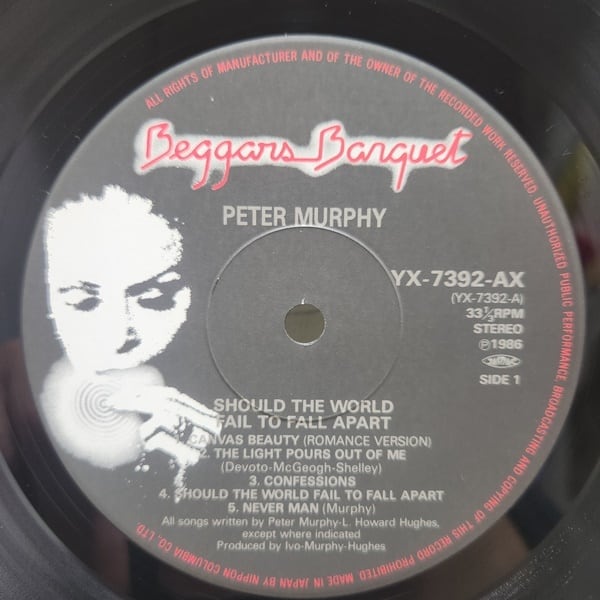 ALL RIGHTS OF MANUFACTURER AND OF THE OWNER OF THE RECORDED WORK RESERVED. UNAUTHORIZED PUBLIC PERFORMANCE, BROADCASTING AND COPYING OF THIS RECORD PROHIBITED. MADE IN JAPAN BY NIPPON COLUMBIA CO., LTD.
Beggars Banquet
PETER MURPHY
YX-7392-AX
(YX-7392-A)
33⅓RPM
STEREO
Ⓟ1986
SIDE 1
SHOULD THE WORLD
FAIL TO FALL APART
CANVAS BEAUTY (ROMANCE VERSION)
2. THE LIGHT POURS OUT OF ME
(Devoto-McGeogh-Shelley)
3. CONFESSIONS
4. SHOULD THE WORLD FAIL TO FALL APART
5. NEVER MAN (Murphy)
All songs written by Peter Murphy-L. Howard Hughes,
except where indicated
Produced by Ivo-Murphy-Hughes